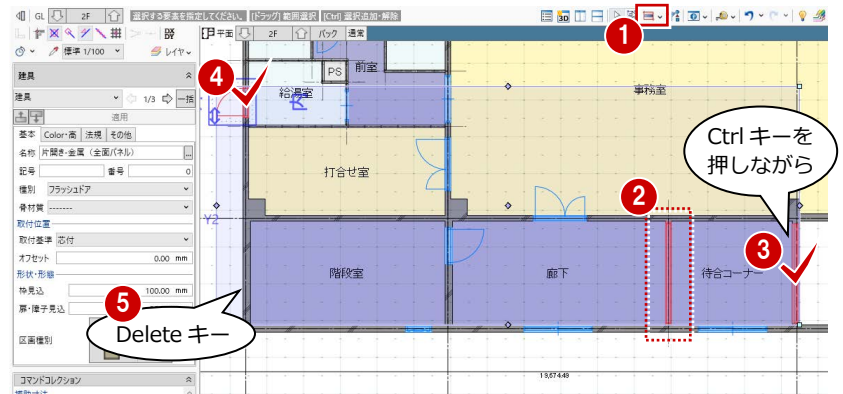 GL 2F 選択する要素を指定してください。[ドラッグ] 範囲選択 [Ctrl] 選択追加・解除
3D
標準 1/100 レイヤ
平面 2F バック 通常
建具
建具 1/3 一括
適用
基本 Color・高 法規 その他
名称 片開き-金属（全面パネル） ...
記号 番号 0
種別 フラッシュドア
骨材質 -------
取付位置
取付基準 芯付
オフセット 0.00 mm
形状・形態
枠見込 100.00 mm
扉・障子見込
区画種別
コマンドコレクション
1
4
PS
前室
給湯室
事務室
Ctrl キーを
押しながら
打合せ室
2
Y2
3
階段室
廊下
待合コーナー
5
Delete キー
19,674.49